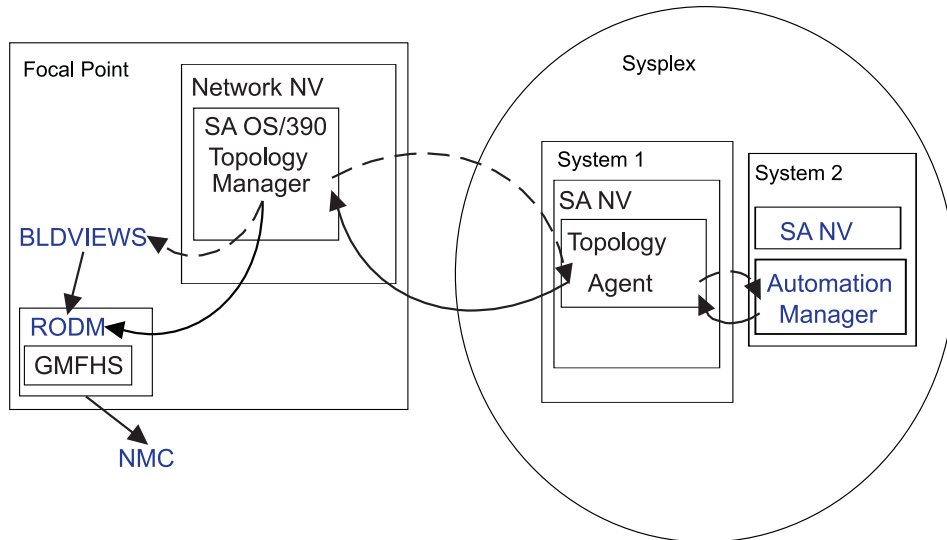 Focal Point
Network NV
SA OS/390
Topology
Manager
BLDVIEWS
RODM
GMFHS
NMC
Sysplex
System 1
SA NV
Topology
Agent
System 2
SA NV
Automation
Manager